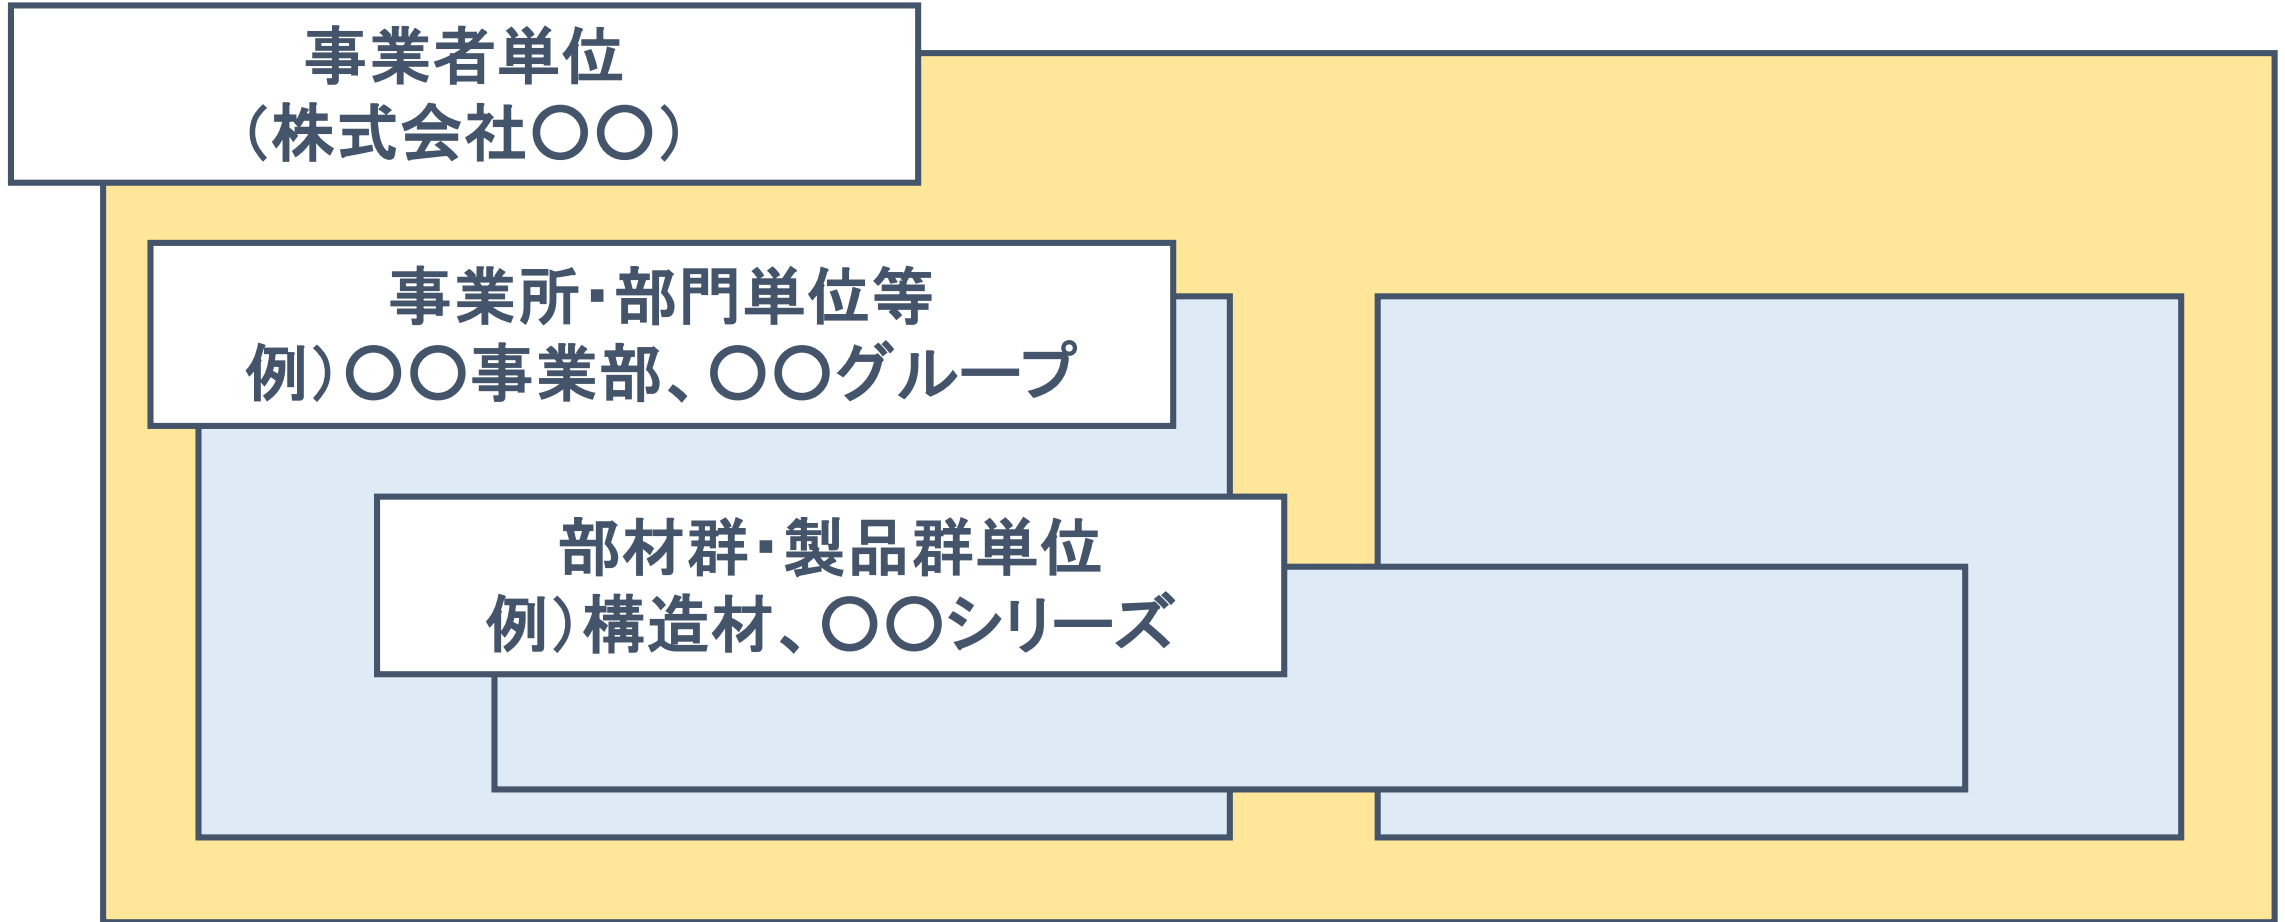 事業者単位
（株式会社〇〇）
事業所・部門単位等
例）〇〇事業部、〇〇グループ
部材群・製品群単位
例）構造材、〇〇シリーズ